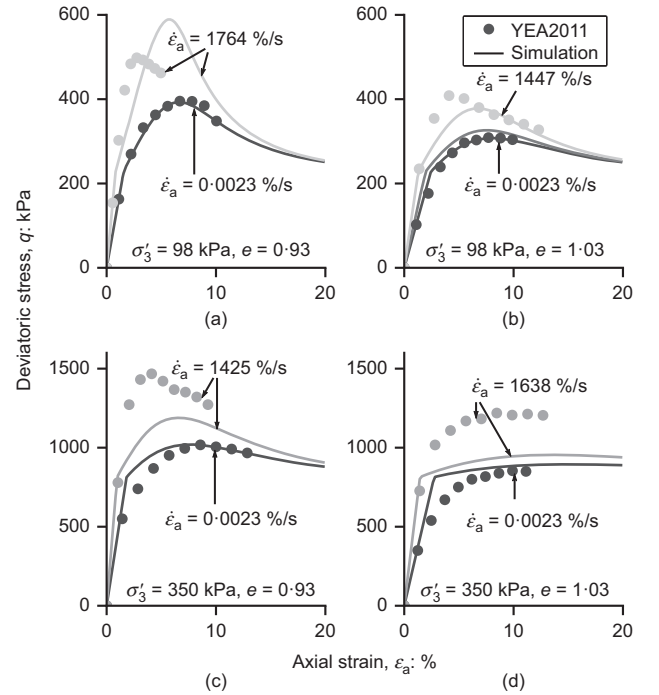 600
400
200
0
0
10
20
ε̇a = 1764 %/s
ε̇a = 0·0023 %/s
σ′3 = 98 kPa, e = 0·93
(a)
600
400
200
0
0
10
20
YEA2011
Simulation
ε̇a = 1447 %/s
ε̇a = 0·0023 %/s
σ′3 = 98 kPa, e = 1·03
(b)
Deviatoric stress, q: kPa
1500
1000
500
0
0
10
20
ε̇a = 1425 %/s
ε̇a = 0·0023 %/s
σ′3 = 350 kPa, e = 0·93
(c)
1500
1000
500
0
0
10
20
ε̇a = 1638 %/s
ε̇a = 0·0023 %/s
σ′3 = 350 kPa, e = 1·03
(d)
Axial strain, εa: %